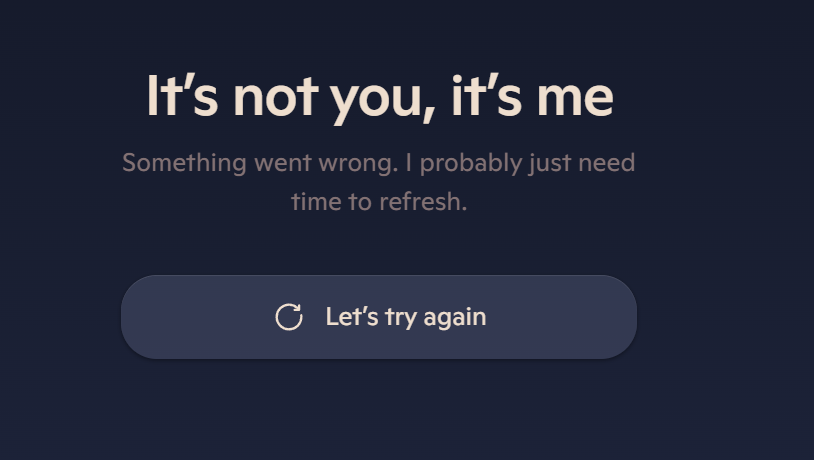 It’s not you, it’s me
Something went wrong. I probably just need
time to refresh.
Let’s try again